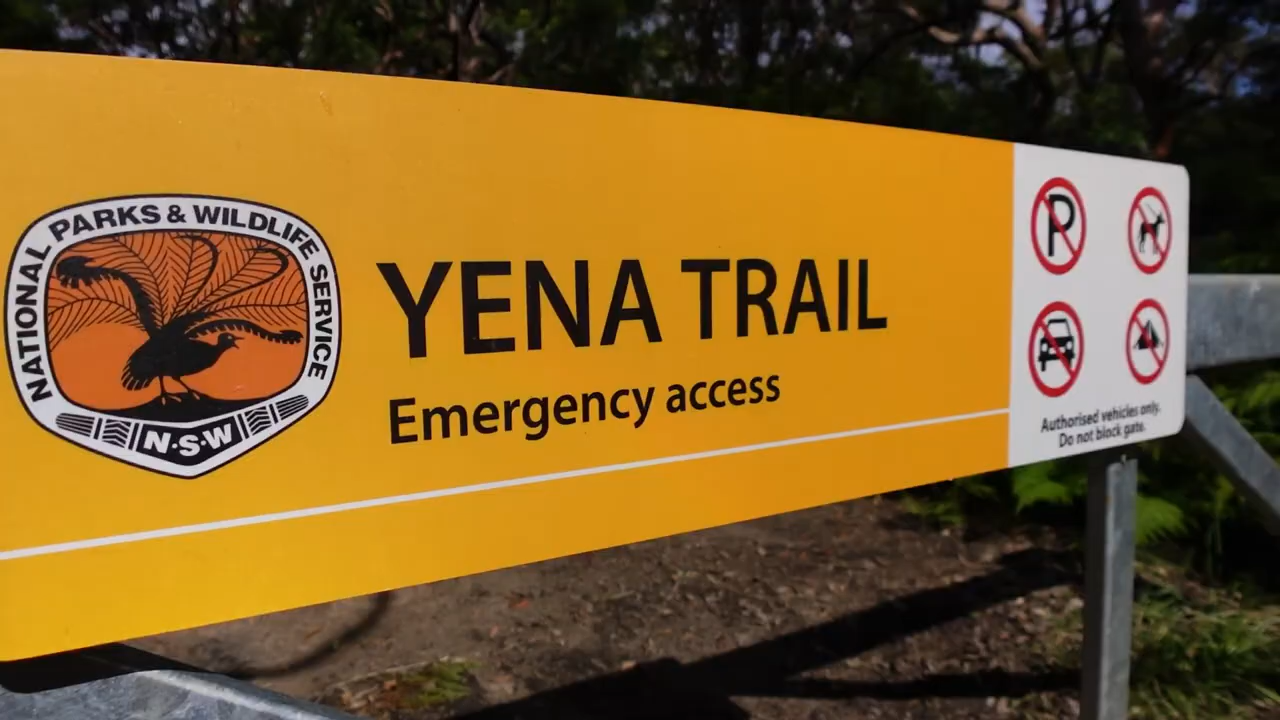 NATIONAL PARKS & WILDLIFE SERVICE
N·S·W
YENA TRAIL
Emergency access
P
Authorised vehicles only.
Do not block gate.